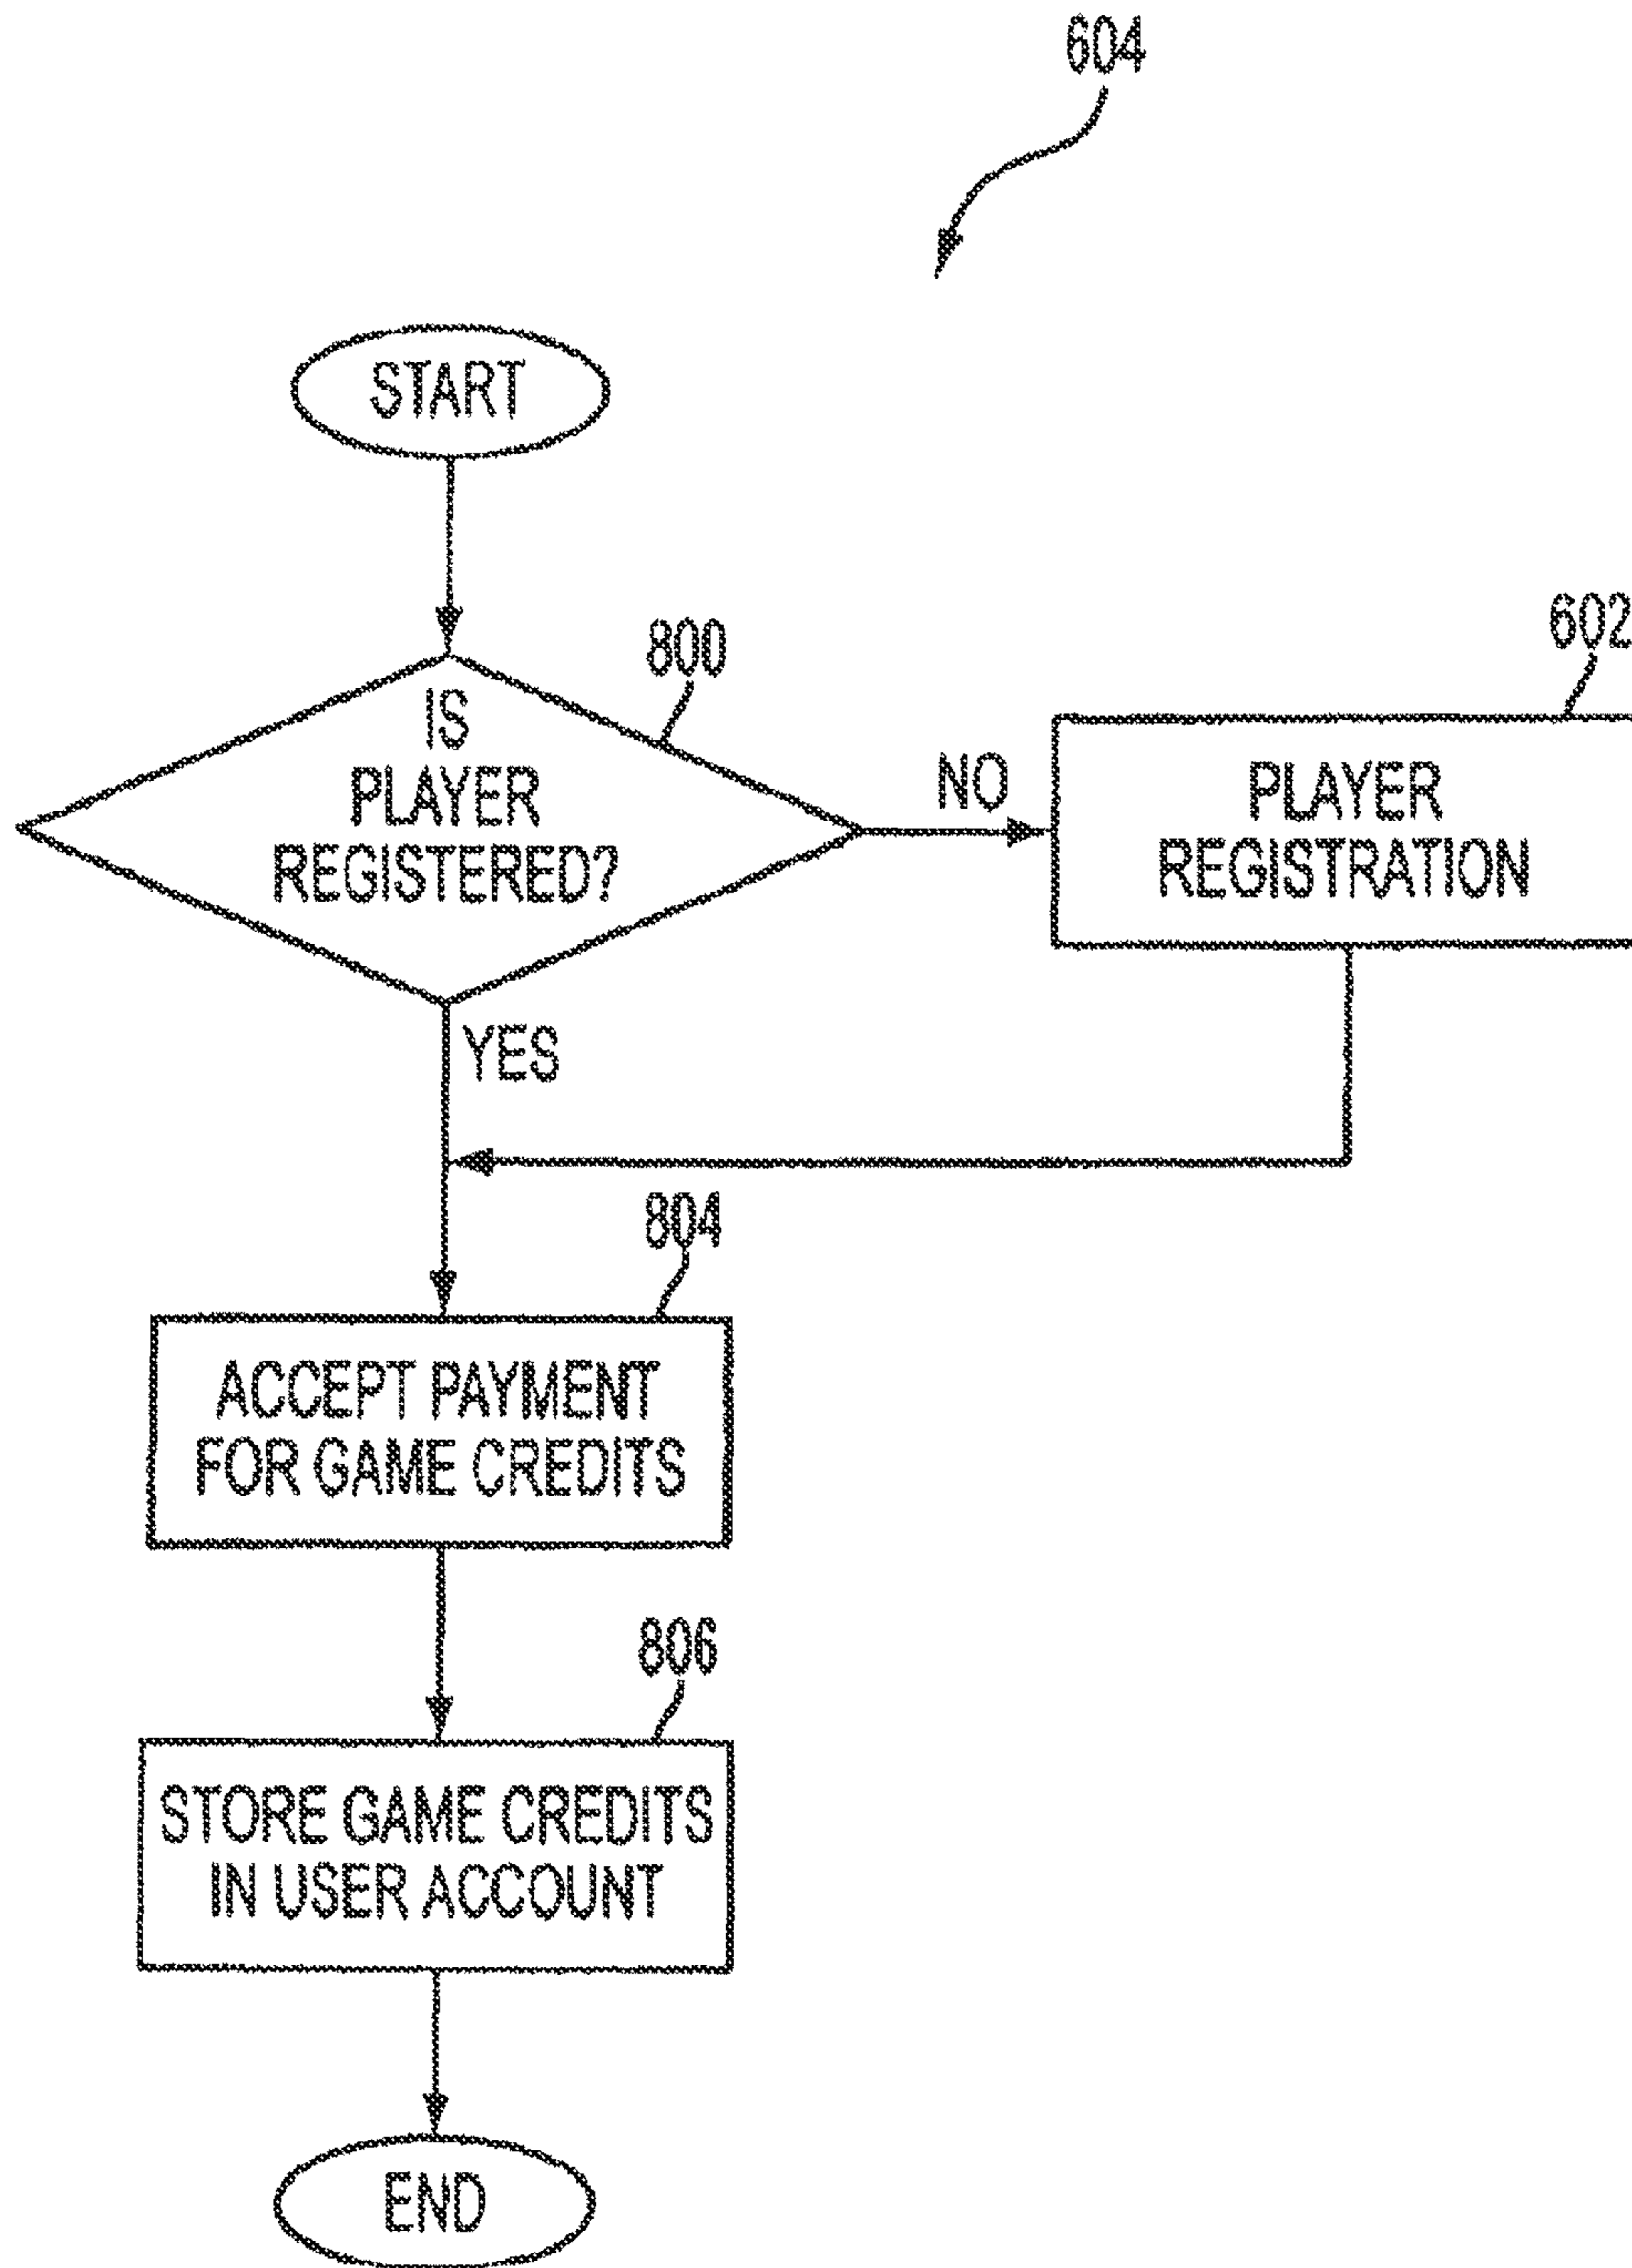 604
START
800
IS
PLAYER
REGISTERED?
NO
602
PLAYER
REGISTRATION
YES
804
ACCEPT PAYMENT
FOR GAME CREDITS
806
STORE GAME CREDITS
IN USER ACCOUNT
END